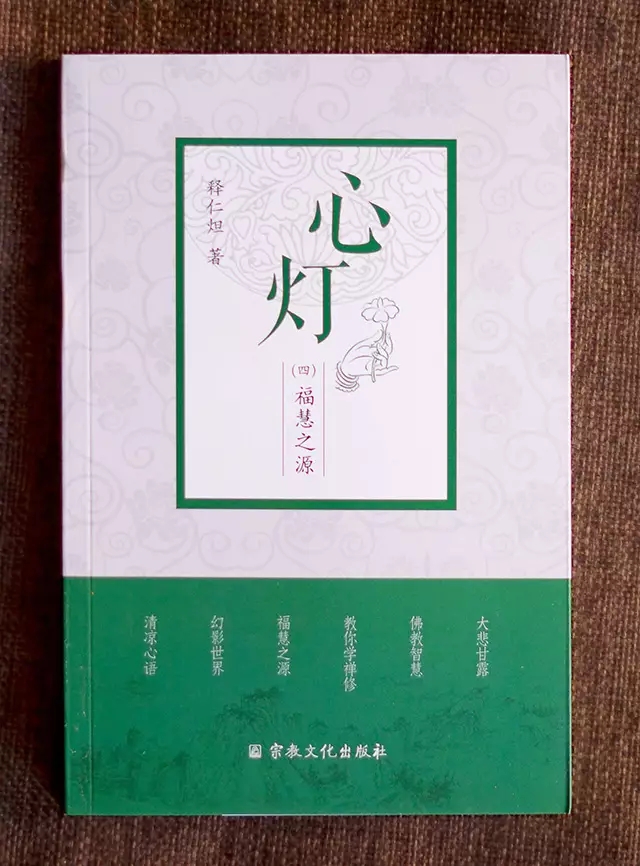 心灯
(四)
福慧之源
释仁炟 著
大悲甘露
佛教智慧
教你学禅修
福慧之源
幻影世界
清凉心语
宗教文化出版社